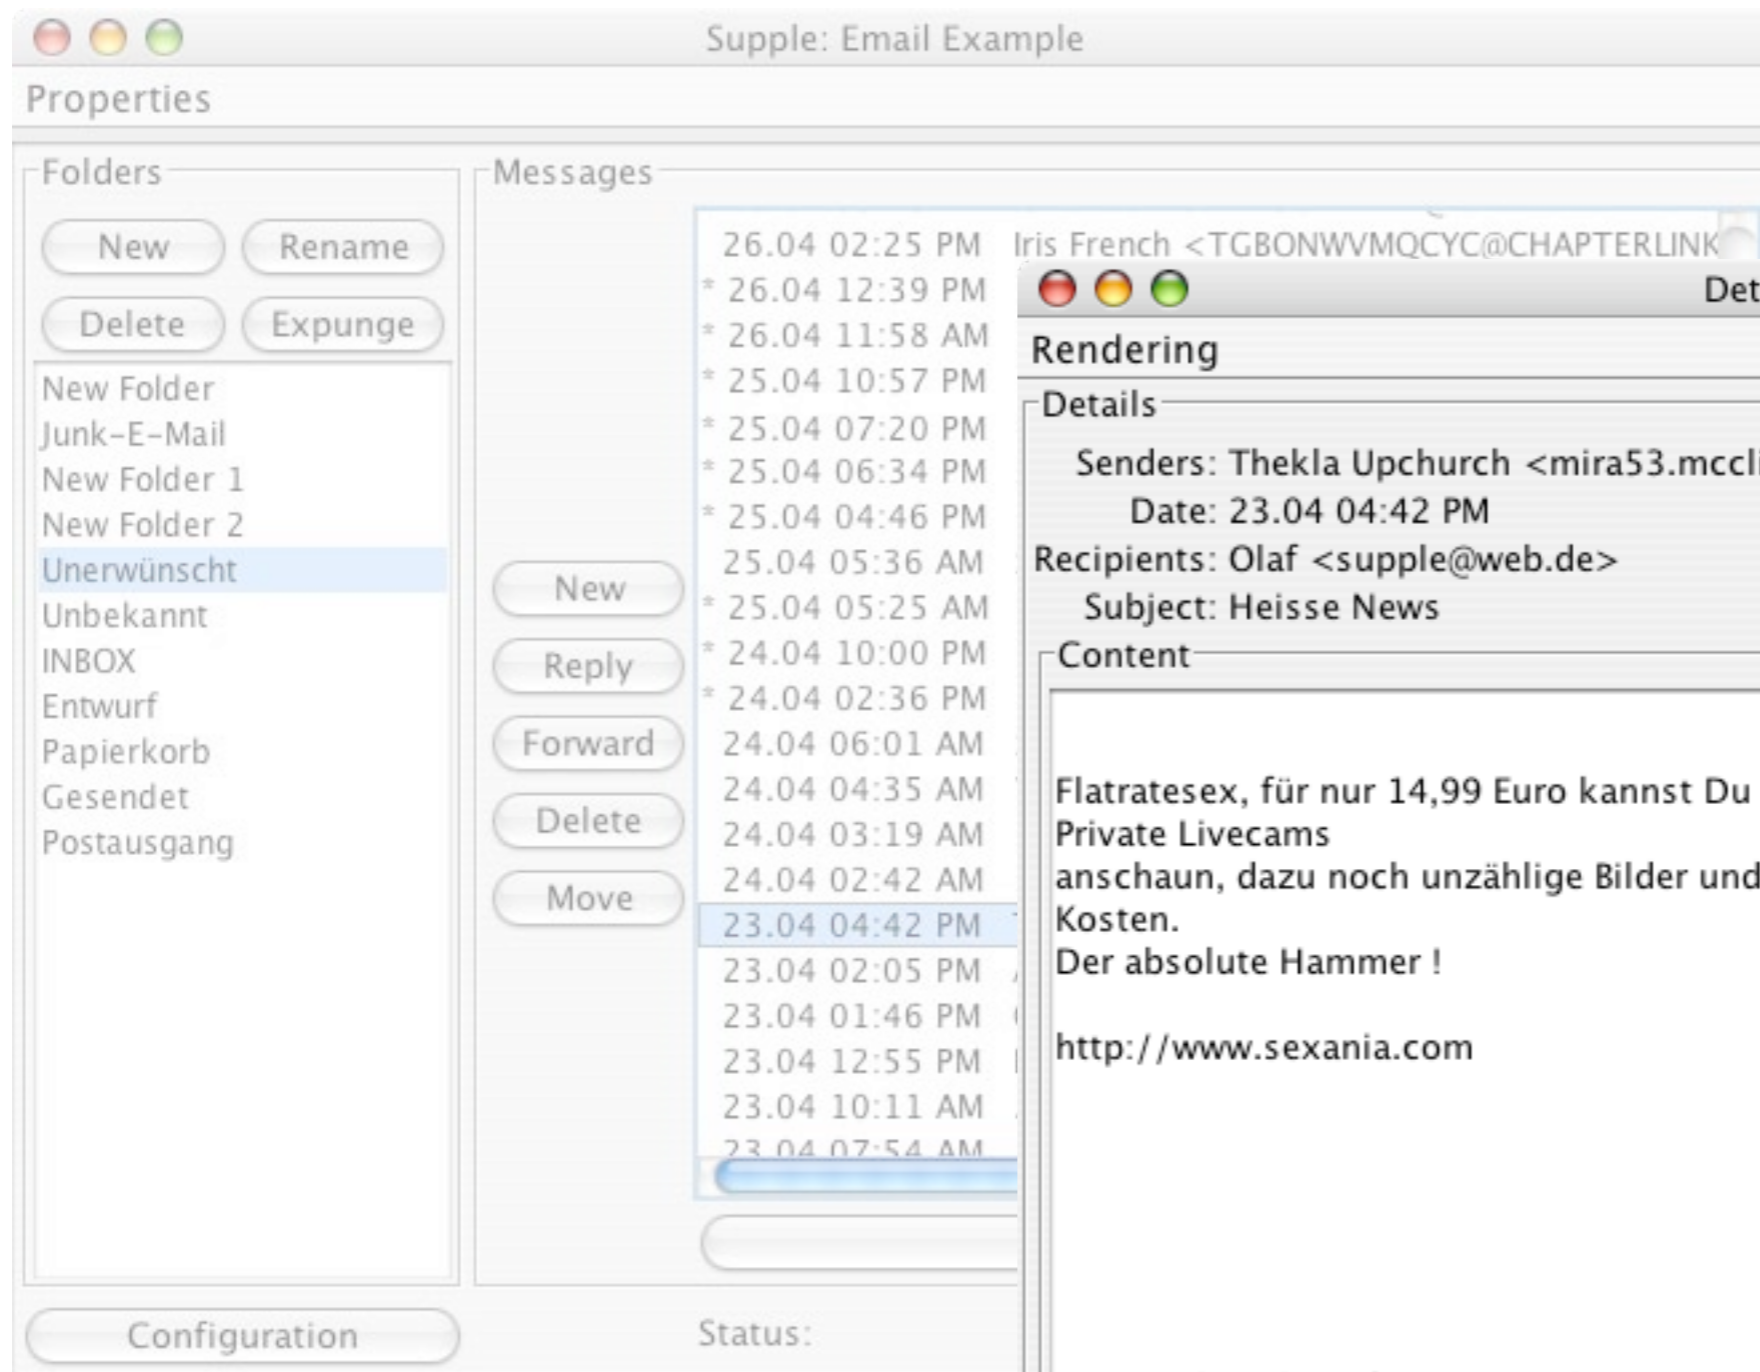 Supple: Email Example
Properties
Folders
New Rename
Delete Expunge
New Folder
Junk-E-Mail
New Folder 1
New Folder 2
Unerwünscht
Unbekannt
INBOX
Entwurf
Papierkorb
Gesendet
Postausgang
Configuration
Messages
New
Reply
Forward
Delete
Move
26.04 02:25 PM Iris French <TGBONWVMQCYC@CHAPTERLINK
* 26.04 12:39 PM
* 26.04 11:58 AM
* 25.04 10:57 PM
* 25.04 07:20 PM
* 25.04 06:34 PM
* 25.04 04:46 PM
25.04 05:36 AM
* 25.04 05:25 AM
* 24.04 10:00 PM
* 24.04 02:36 PM
24.04 06:01 AM
24.04 04:35 AM
24.04 03:19 AM
24.04 02:42 AM
23.04 04:42 PM
23.04 02:05 PM
23.04 01:46 PM
23.04 12:55 PM
23.04 10:11 AM
23.04 07:54 AM
Status:
Det
Rendering
Details
Senders: Thekla Upchurch <mira53.mccli
Date: 23.04 04:42 PM
Recipients: Olaf <supple@web.de>
Subject: Heisse News
Content
Flatratesex, für nur 14,99 Euro kannst Du
Private Livecams
anschaun, dazu noch unzählige Bilder und
Kosten.
Der absolute Hammer !
http://www.sexania.com